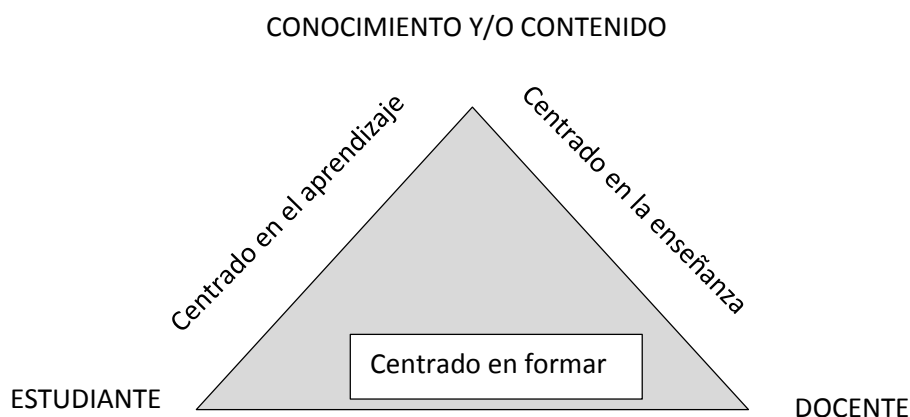 CONOCIMIENTO Y/O CONTENIDO
Centrado en el aprendizaje
Centrado en la enseñanza
Centrado en formar
ESTUDIANTE
DOCENTE